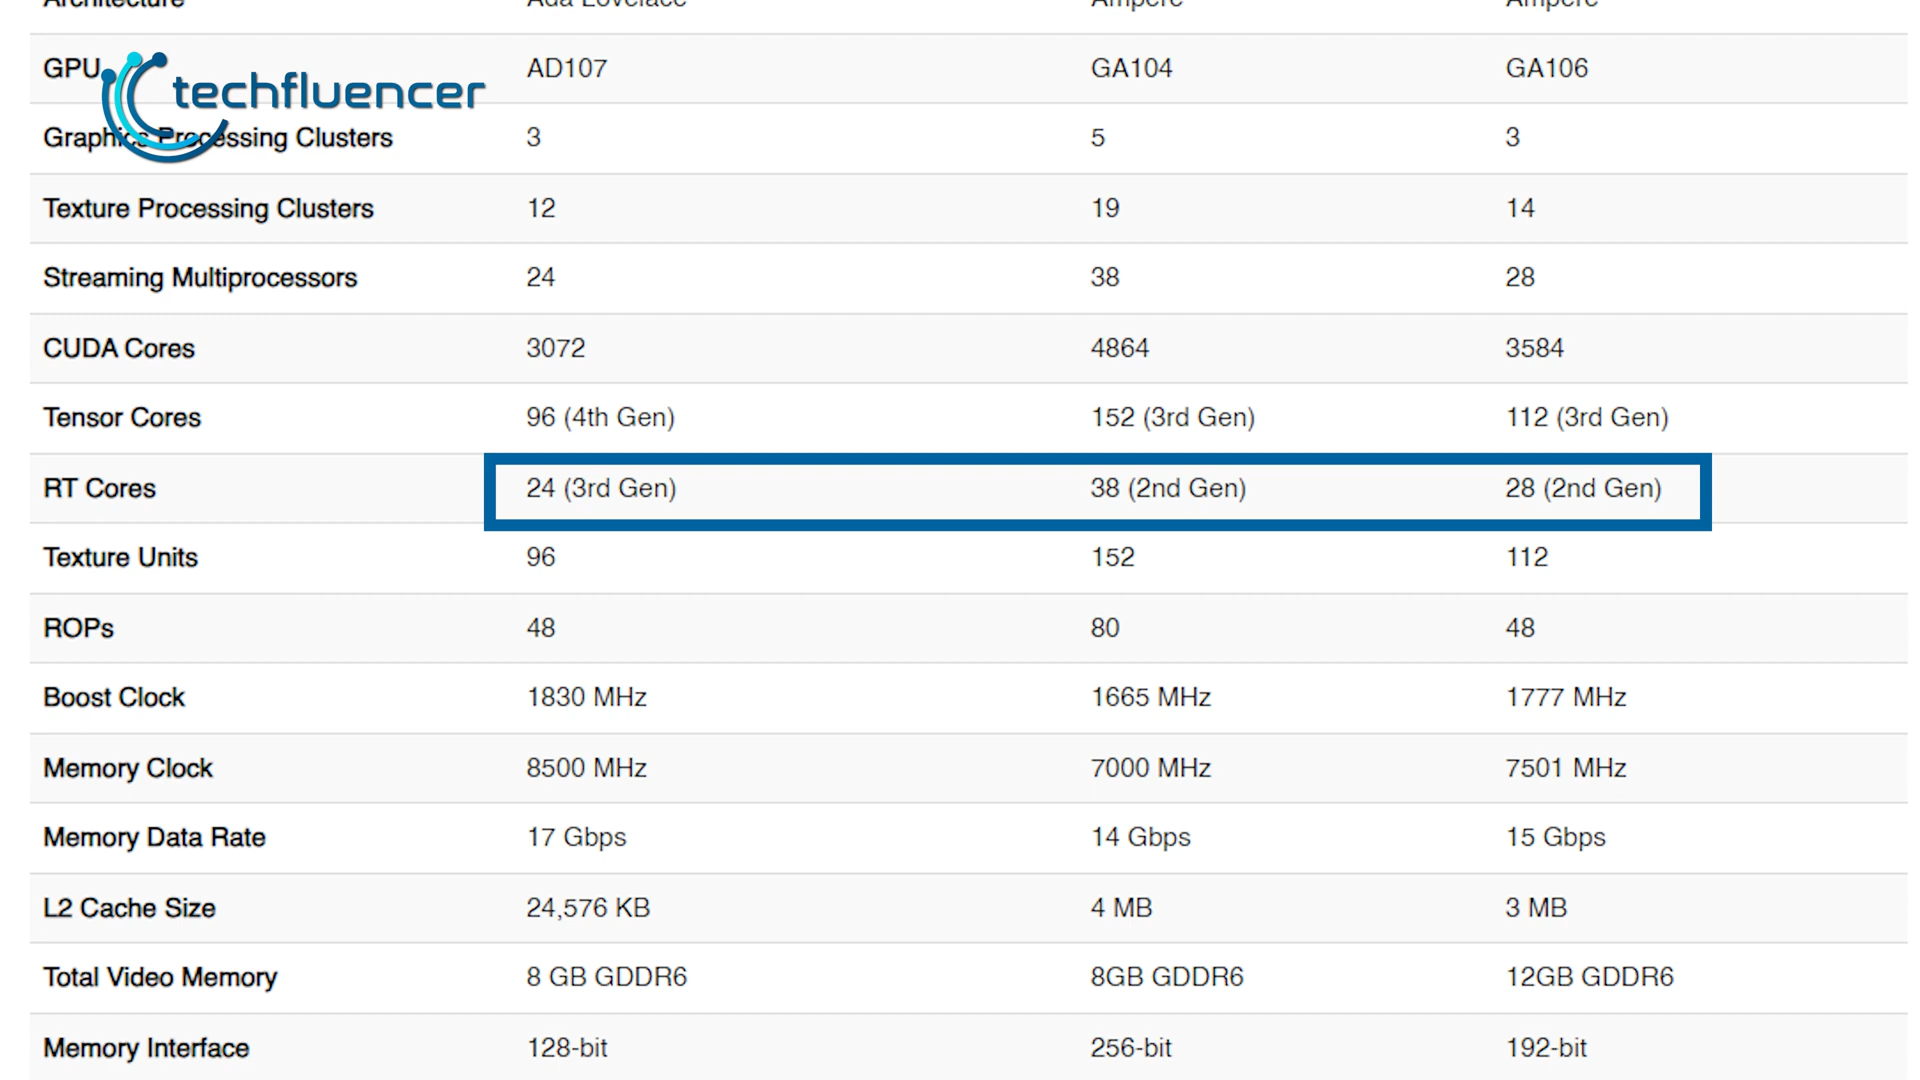 Architecture Ada Lovelace Ampere Ampere
GPU AD107 GA104 GA106
techfluencer
Graphics Processing Clusters 3 5 3
Texture Processing Clusters 12 19 14
Streaming Multiprocessors 24 38 28
CUDA Cores 3072 4864 3584
Tensor Cores 96 (4th Gen) 152 (3rd Gen) 112 (3rd Gen)
RT Cores 24 (3rd Gen) 38 (2nd Gen) 28 (2nd Gen)
Texture Units 96 152 112
ROPs 48 80 48
Boost Clock 1830 MHz 1665 MHz 1777 MHz
Memory Clock 8500 MHz 7000 MHz 7501 MHz
Memory Data Rate 17 Gbps 14 Gbps 15 Gbps
L2 Cache Size 24,576 KB 4 MB 3 MB
Total Video Memory 8 GB GDDR6 8GB GDDR6 12GB GDDR6
Memory Interface 128-bit 256-bit 192-bit